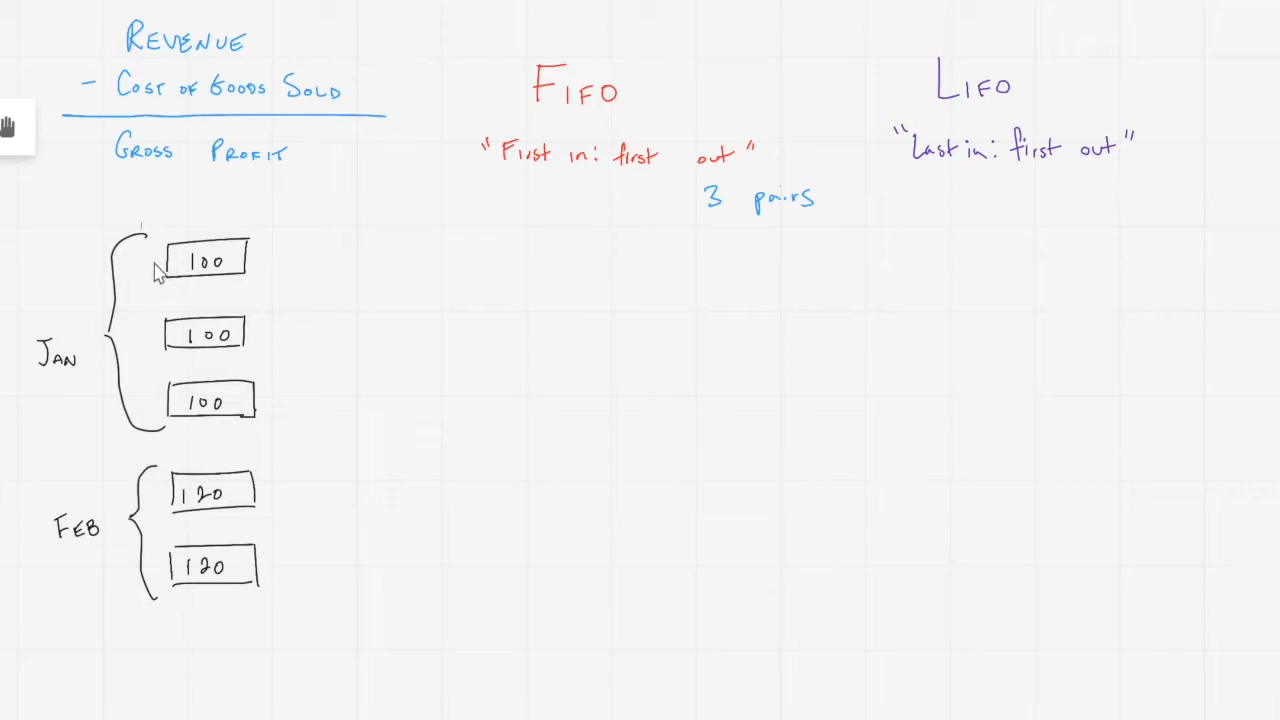 REVENUE
- COST OF GOODS SOLD
GROSS PROFIT
FIFO
"First in: first out"
3 pairs
LIFO
"Last in: first out"
JAN
100
100
100
FEB
120
120